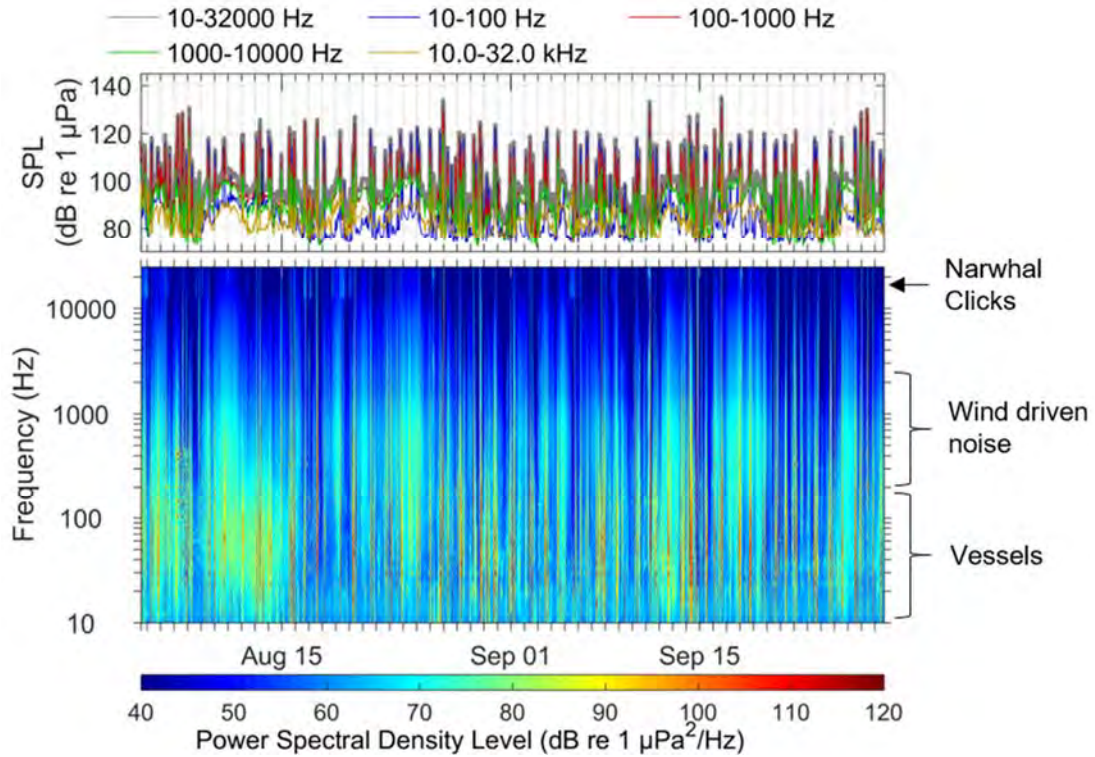 10-32000 Hz 10-100 Hz 100-1000 Hz
1000-10000 Hz 10.0-32.0 kHz
140
120
100
80
SPL
(dB re 1 µPa)
10000
1000
100
10
Frequency (Hz)
Narwhal
Clicks
Wind driven
noise
Vessels
Aug 15 Sep 01 Sep 15
40 50 60 70 80 90 100 110 120
Power Spectral Density Level (dB re 1 µPa²/Hz)